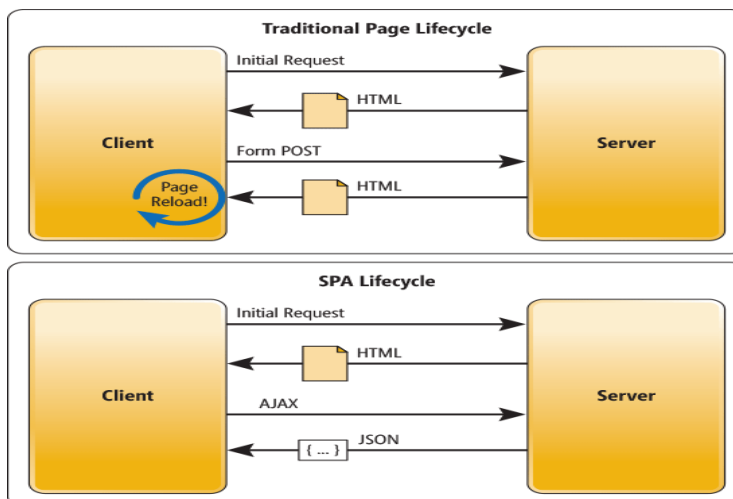 Traditional Page Lifecycle
Initial Request
HTML
Client
Server
Form POST
Page
Reload!
HTML
SPA Lifecycle
Initial Request
HTML
Client
Server
AJAX
JSON
{ ... }